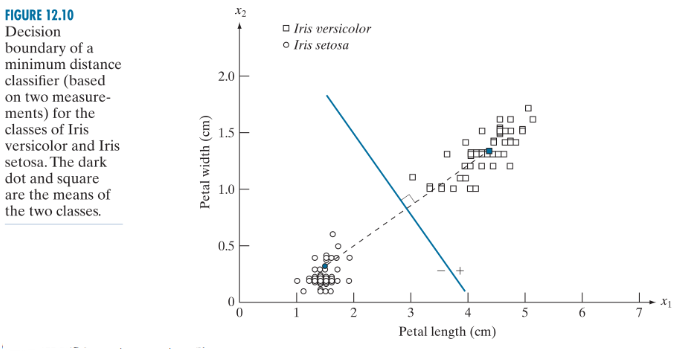 FIGURE 12.10
Decision
boundary of a
minimum distance
classifier (based
on two measure-
ments) for the
classes of Iris
versicolor and Iris
setosa. The dark
dot and square
are the means of
the two classes.
x2
Iris versicolor
Iris setosa
2.0
1.5
1.0
0.5
0
Petal width (cm)
− +
0 1 2 3 4 5 6 7
x1
Petal length (cm)